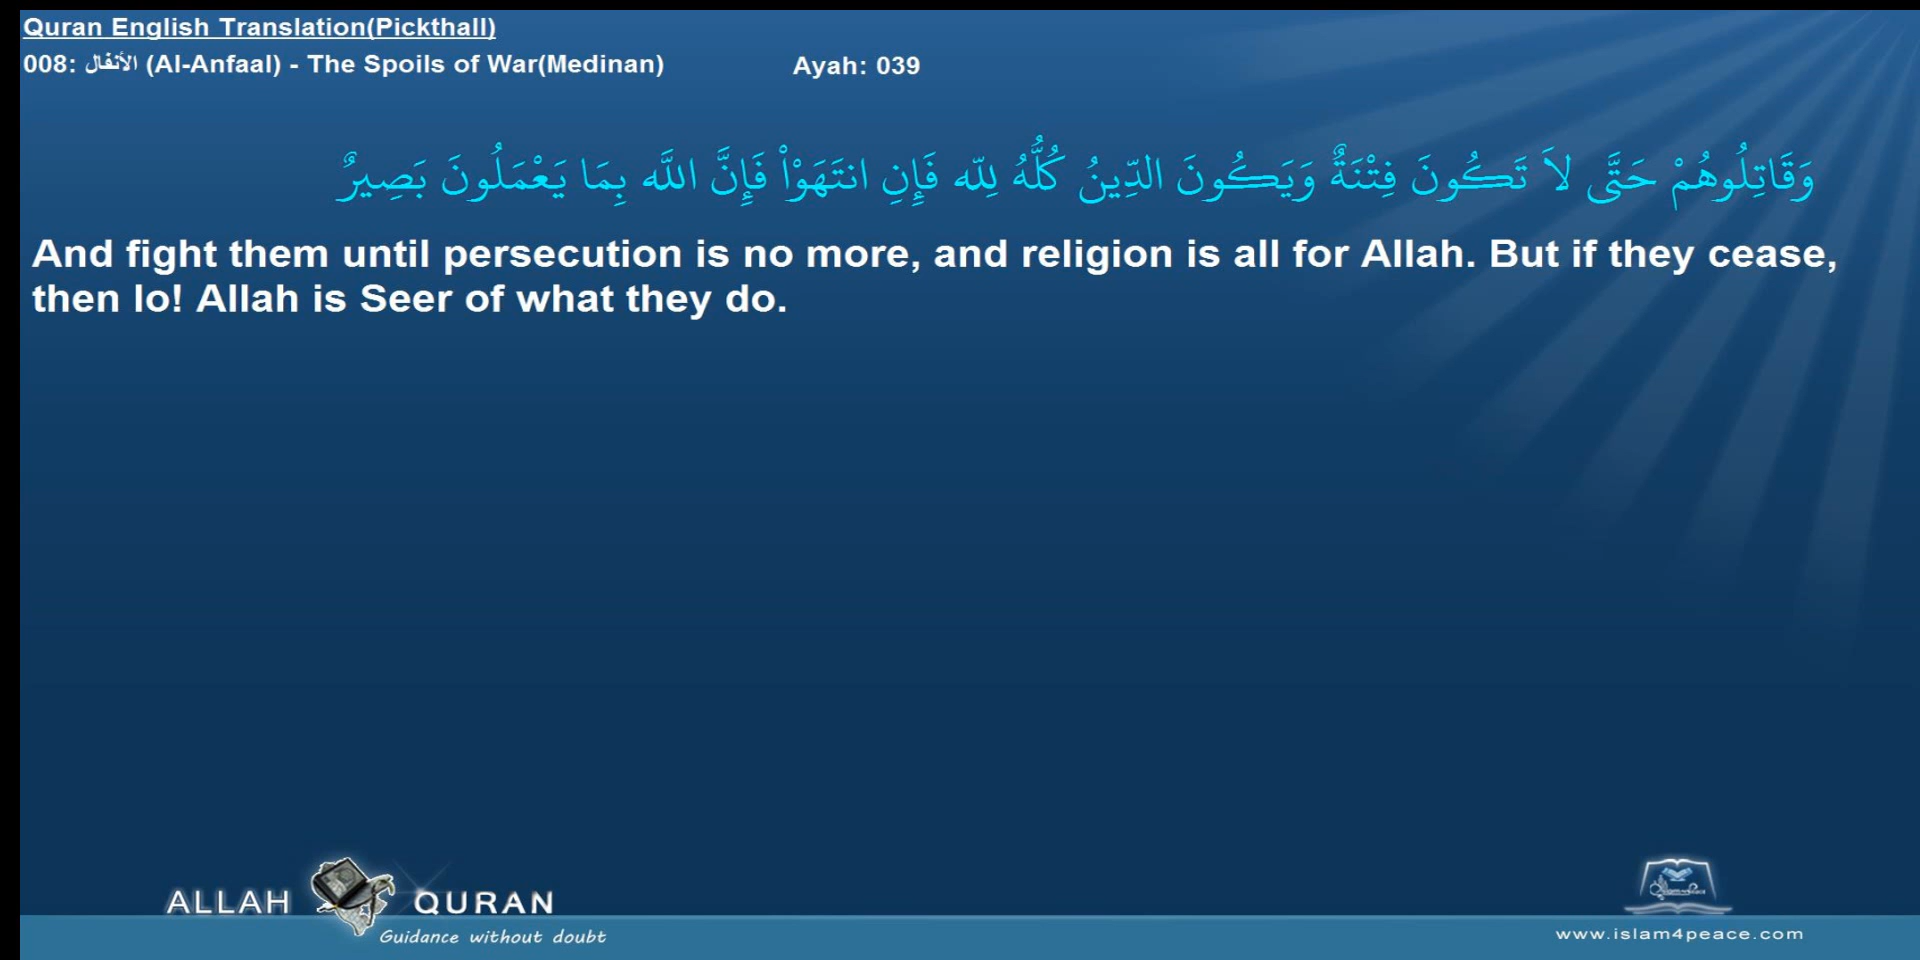 Quran English Translation(Pickthall)
008: الأنفال (Al-Anfaal) - The Spoils of War(Medinan) Ayah: 039
وَقَاتِلُوهُمْ حَتَّى لاَ تَكُونَ فِتْنَةٌ وَيَكُونَ الدِّينُ كُلُّهُ لِلّه فَإِنِ انتَهَوْاْ فَإِنَّ اللَّه بِمَا يَعْمَلُونَ بَصِيرٌ
And fight them until persecution is no more, and religion is all for Allah. But if they cease,
then lo! Allah is Seer of what they do.
ALLAH QURAN
Guidance without doubt
www.islam4peace.com